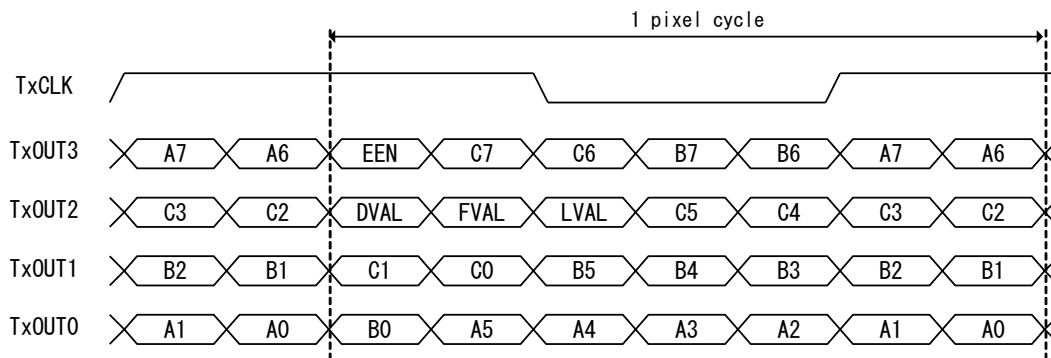 1 pixel cycle
TxCLK
TxOUT3 A7 A6 EEN C7 C6 B7 B6 A7 A6
TxOUT2 C3 C2 DVAL FVAL LVAL C5 C4 C3 C2
TxOUT1 B2 B1 C1 C0 B5 B4 B3 B2 B1
TxOUT0 A1 A0 B0 A5 A4 A3 A2 A1 A0